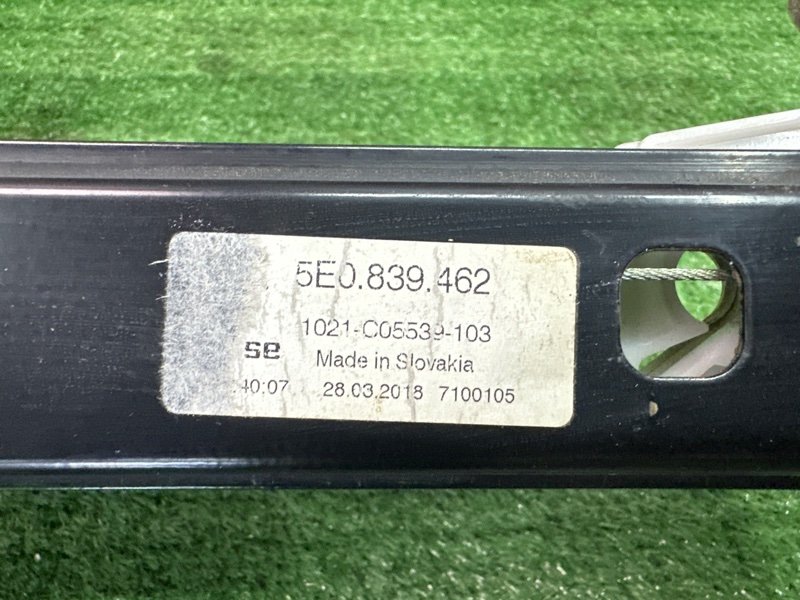 5E0.839.462
1021-C05539-103
se
Made in Slovakia
40:07 28.03.2018 7100105